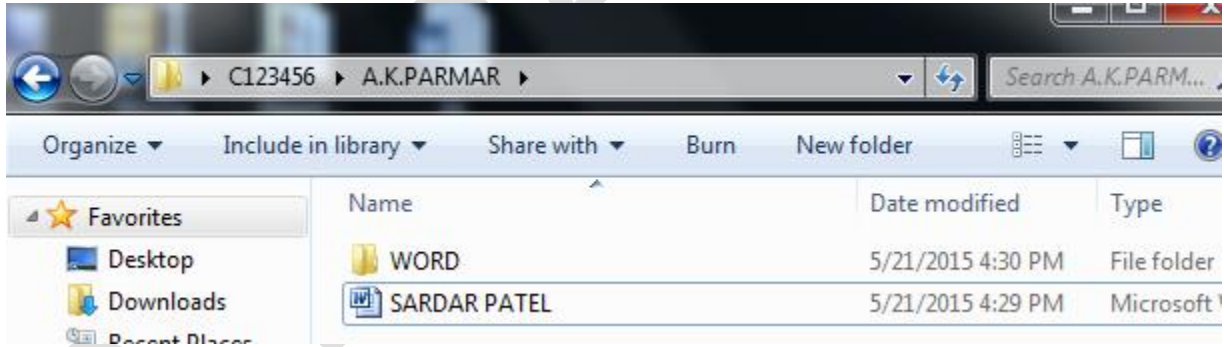 C123456 A.K.PARMAR Search A.K.PARM...
Organize Include in library Share with Burn New folder
Name Date modified Type
Favorites
Desktop WORD 5/21/2015 4:30 PM File folder
Downloads SARDAR PATEL 5/21/2015 4:29 PM Microsoft
Recent Places